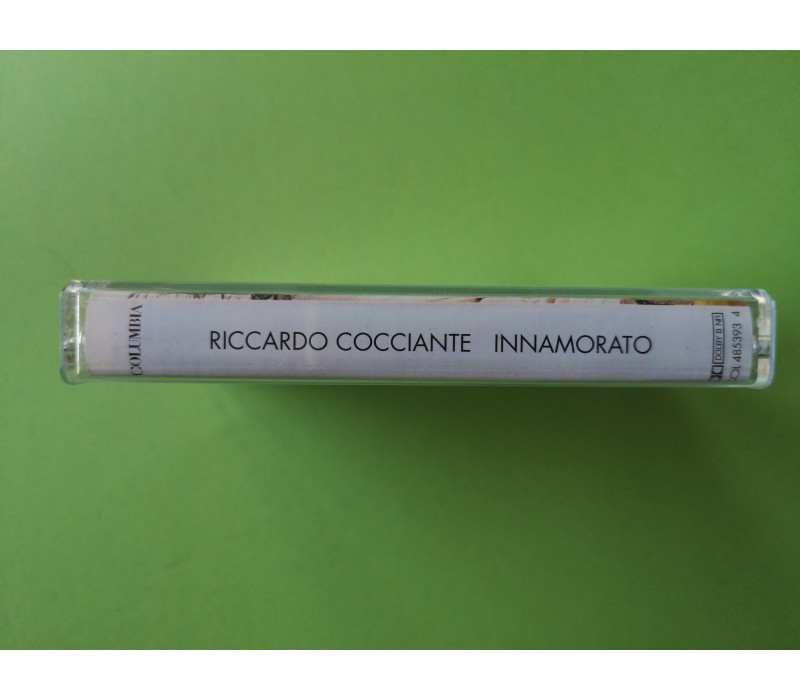 COLUMBIA
RICCARDO COCCIANTE INNAMORATO
DOLBY B NR
COL 485393 4